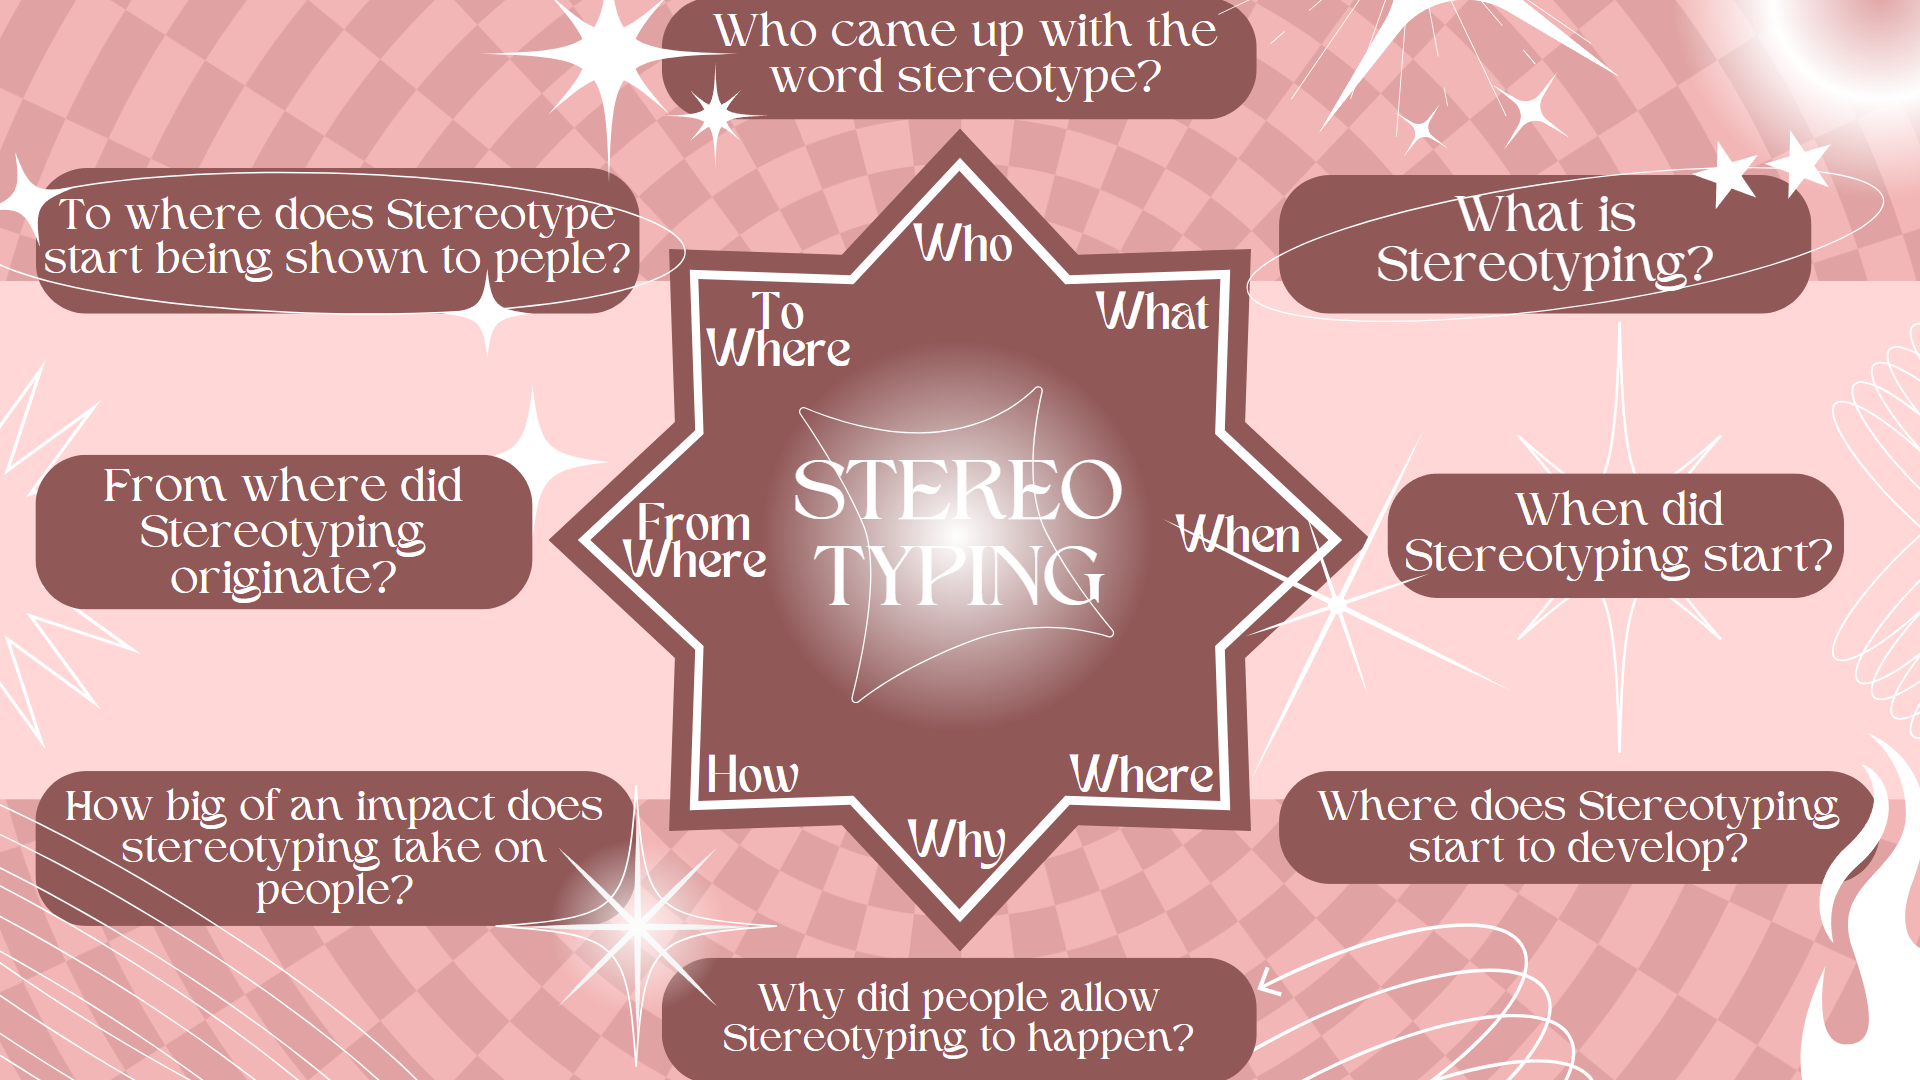 Who came up with the
word stereotype?
To where does Stereotype
start being shown to peple?
What is
Stereotyping?
Who
To
Where
What
From where did
Stereotyping
originate?
From
Where
STEREO
TYPING
When
When did
Stereotyping start?
How
Where
Why
How big of an impact does
stereotyping take on
people?
Where does Stereotyping
start to develop?
Why did people allow
Stereotyping to happen?